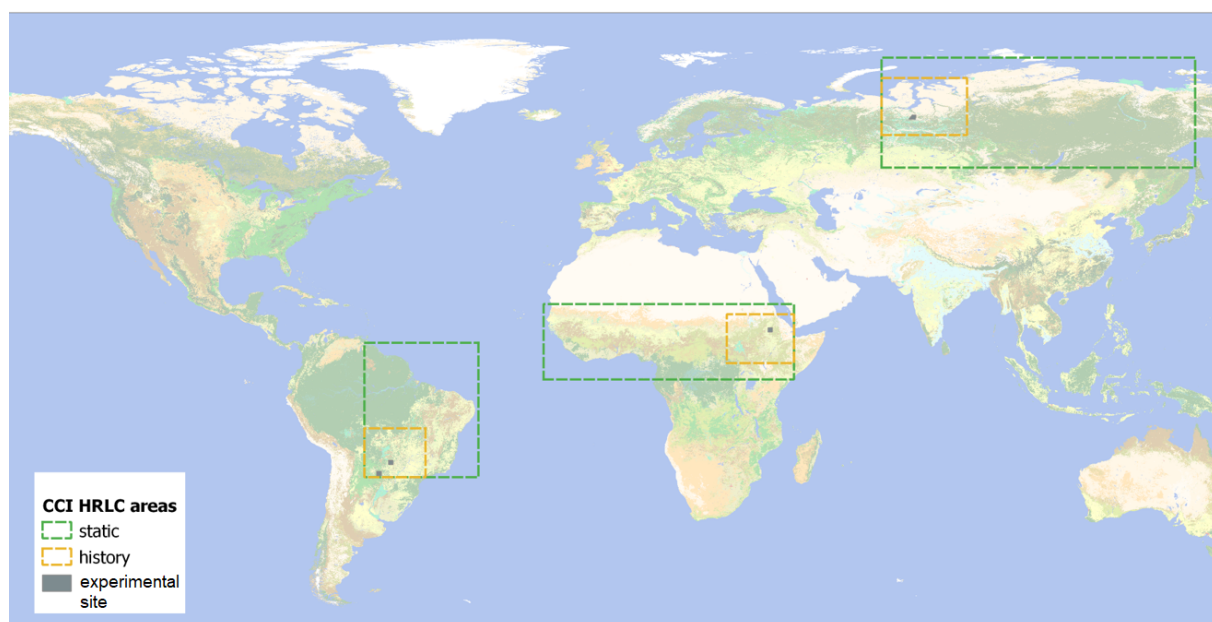 CCI HRLC areas
static
history
experimental
site